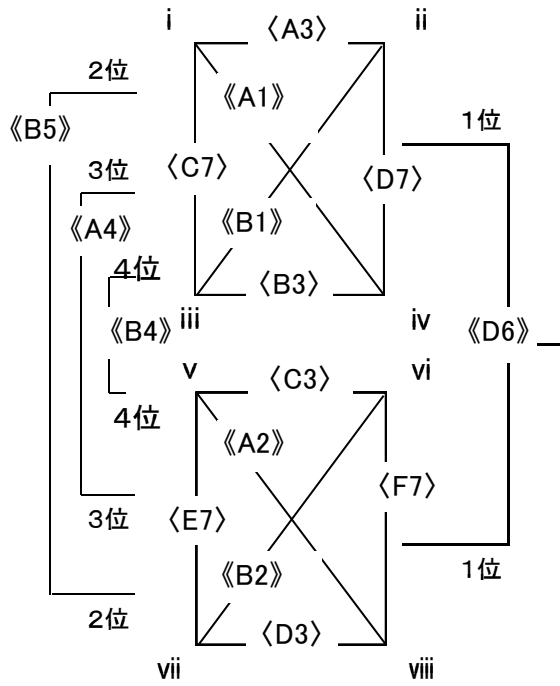 ⅰ 〈A3〉 ⅱ
2位 《A1》
《B5》 1位
3位 〈C7〉 〈D7〉
《A4》 《B1》
4位 〈B3〉
《B4》 ⅲ ⅳ 《D6》
ⅴ 〈C3〉 ⅵ
4位 《A2》
〈F7〉
3位 〈E7〉
《B2》 1位
2位 〈D3〉
ⅶ ⅷ